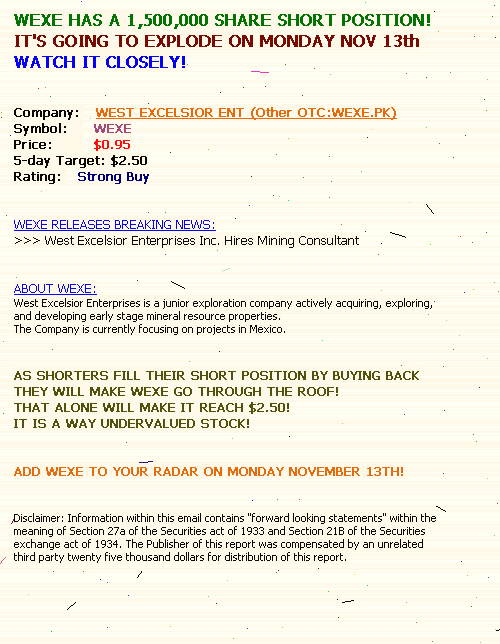 WEXE HAS A 1,500,000 SHARE SHORT POSITION!
IT'S GOING TO EXPLODE ON MONDAY NOV 13th
WATCH IT CLOSELY!
Company: WEST EXCELSIOR ENT (Other OTC:WEXE.PK)
Symbol: WEXE
Price: $0.95
5-day Target: $2.50
Rating: Strong Buy
WEXE RELEASES BREAKING NEWS:
>>> West Excelsior Enterprises Inc. Hires Mining Consultant
ABOUT WEXE:
West Excelsior Enterprises is a junior exploration company actively acquiring, exploring,
and developing early stage mineral resource properties.
The Company is currently focusing on projects in Mexico.
AS SHORTERS FILL THEIR SHORT POSITION BY BUYING BACK
THEY WILL MAKE WEXE GO THROUGH THE ROOF!
THAT ALONE WILL MAKE IT REACH $2.50!
IT IS A WAY UNDERVALUED STOCK!
ADD WEXE TO YOUR RADAR ON MONDAY NOVEMBER 13TH!
Disclaimer: Information within this email contains "forward looking statements" within the
meaning of Section 27a of the Securities act of 1933 and Section 21B of the Securities
exchange act of 1934. The Publisher of this report was compensated by an unrelated
third party twenty five thousand dollars for distribution of this report.